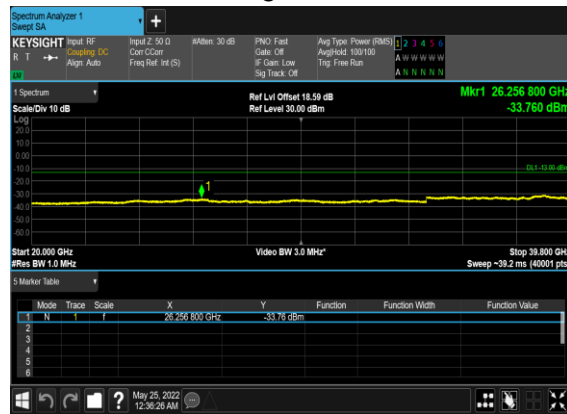 Spectrum Analyzer 1
Swept SA
+
KEYSIGHT Input: RF Input Z: 50 Ω #Atten: 30 dB PNO: Fast Avg Type: Power (RMS) 1 2 3 4 5 6
R T Coupling: DC Corr CCorr Gate: Off Avg|Hold: 100/100 A W W W W W
Align: Auto Freq Ref: Int (S) IF Gain: Low Trig: Free Run
Sig Track: Off A N N N N N
1 Spectrum Ref Lvl Offset 18.59 dB Mkr1 26.256 800 GHz
Scale/Div 10 dB Ref Level 30.00 dBm -33.760 dBm
Log
20.0
10.0
0.00
-10.0 DL1 -13.00 dBm
-20.0
-30.0 1
-40.0
-50.0
-60.0
Start 20.000 GHz Video BW 3.0 MHz* Stop 39.800 GHz
#Res BW 1.0 MHz Sweep ~39.2 ms (40001 pts)
5 Marker Table
Mode Trace Scale X Y Function Function Width Function Value
1 N 1 f 26.256 800 GHz -33.76 dBm
2
3
4
5
6
? May 25, 2022
12:36:26 AM